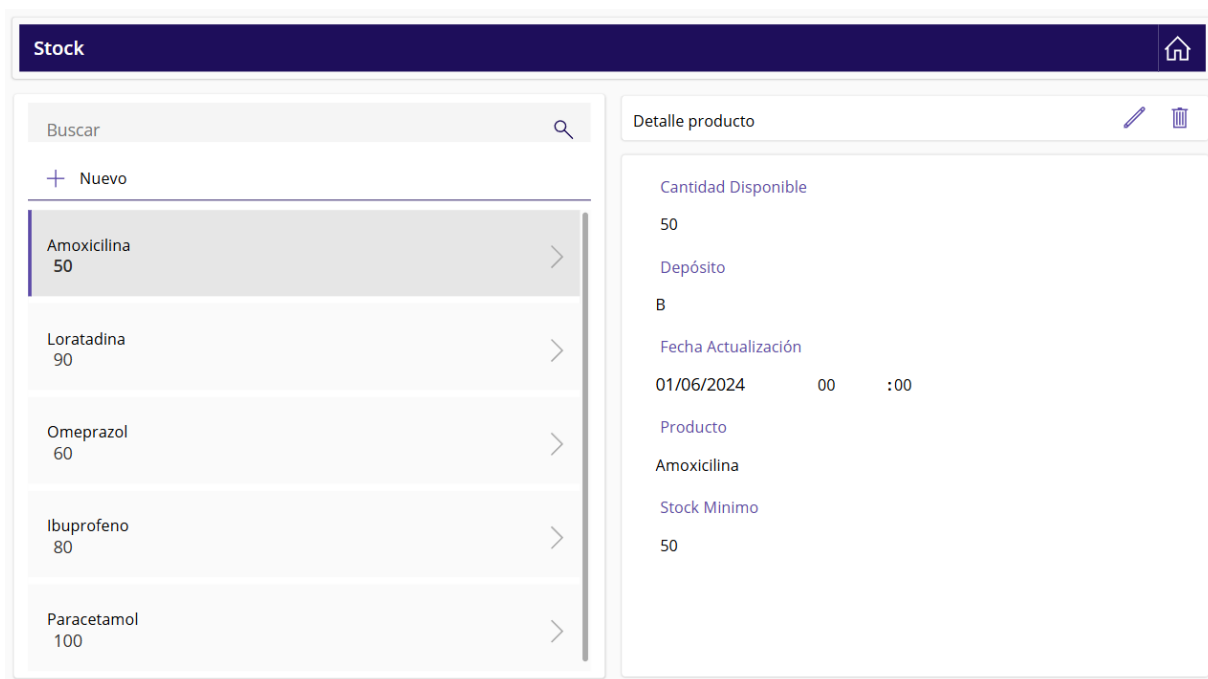 Stock
Buscar
Nuevo
Amoxicilina
50
Loratadina
90
Omeprazol
60
Ibuprofeno
80
Paracetamol
100
Detalle producto
Cantidad Disponible
50
Depósito
B
Fecha Actualización
01/06/2024 00 :00
Producto
Amoxicilina
Stock Minimo
50